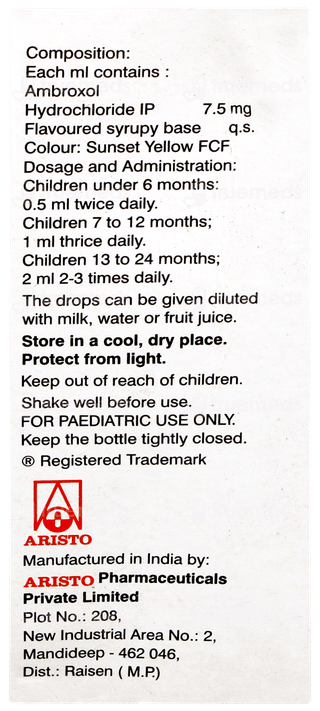 Composition:
Each ml contains :
Ambroxol
Hydrochloride IP 7.5 mg
Flavoured syrupy base q.s.
Colour: Sunset Yellow FCF
Dosage and Administration:
Children under 6 months:
0.5 ml twice daily.
Children 7 to 12 months;
1 ml thrice daily.
Children 13 to 24 months;
2 ml 2-3 times daily.
The drops can be given diluted
with milk, water or fruit juice.
Store in a cool, dry place.
Protect from light.
Keep out of reach of children.
Shake well before use.
FOR PAEDIATRIC USE ONLY.
Keep the bottle tightly closed.
® Registered Trademark
ARISTO
Manufactured in India by:
ARISTO Pharmaceuticals
Private Limited
Plot No.: 208,
New Industrial Area No.: 2,
Mandideep - 462 046,
Dist.: Raisen ( M.P.)